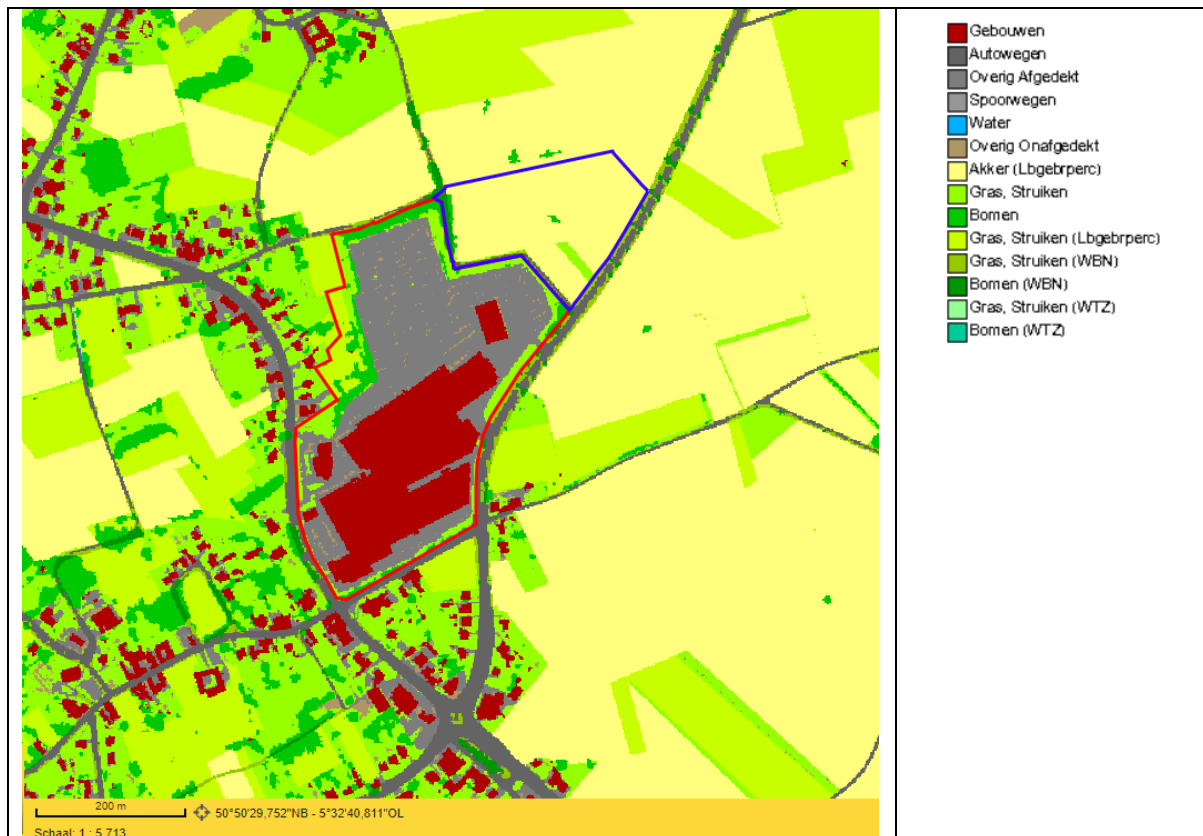 Gebouwen
Autowegen
Overig Afgedekt
Spoorwegen
Water
Overig Onafgedekt
Akker (Lbgebrperc)
Gras, Struiken
Bomen
Gras, Struiken (Lbgebrperc)
Gras, Struiken (WBN)
Bomen (WBN)
Gras, Struiken (WTZ)
Bomen (WTZ)
200 m
50°50'29,752"NB - 5°32'40,811"OL
Schaal: 1 : 5.713